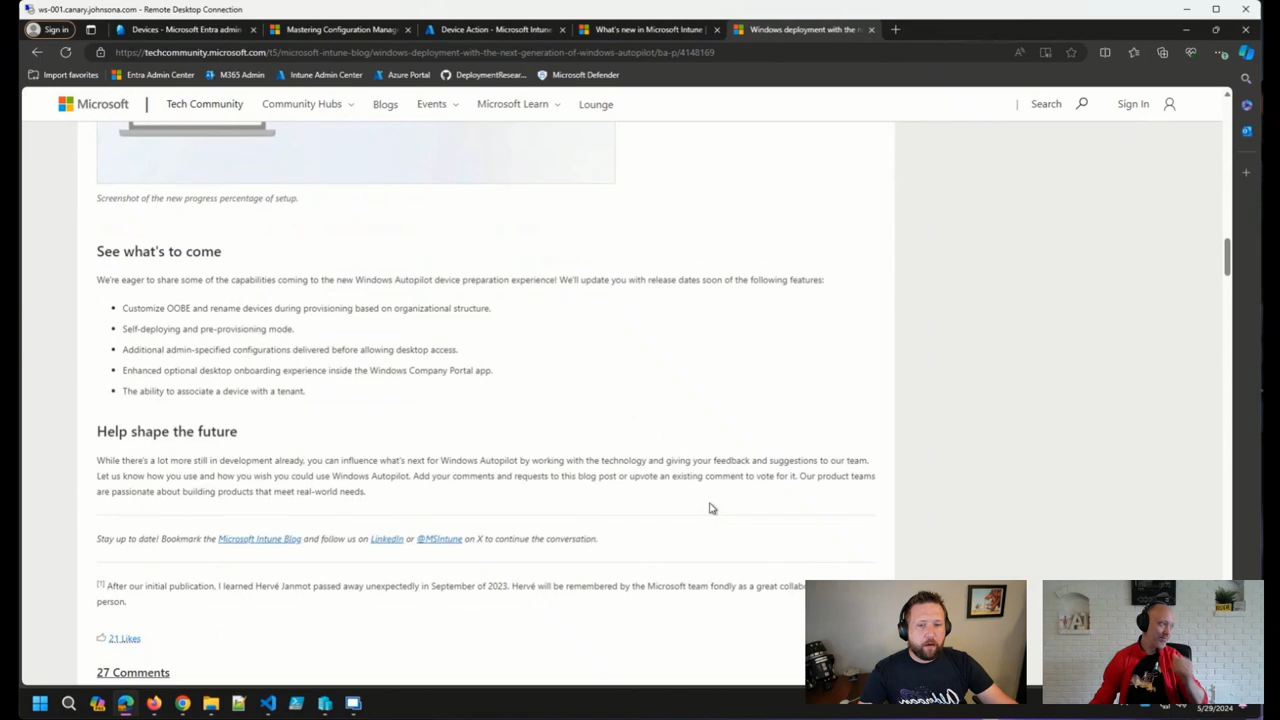 ws-001.canary.johnsona.com - Remote Desktop Connection
Sign in
Devices - Microsoft Entra admin
Mastering Configuration Manage
Device Action - Microsoft Intune
What's new in Microsoft Intune |
Windows deployment with the n
https://techcommunity.microsoft.com/t5/microsoft-intune-blog/windows-deployment-with-the-next-generation-of-windows-autopilot/ba-p/4148169
Import favorites
Entra Admin Center
M365 Admin
Intune Admin Center
Azure Portal
DeploymentResear...
Microsoft Defender
Microsoft
Tech Community
Community Hubs
Blogs
Events
Microsoft Learn
Lounge
Search
Sign In
Screenshot of the new progress percentage of setup.
See what's to come
We're eager to share some of the capabilities coming to the new Windows Autopilot device preparation experience! We'll update you with release dates soon of the following features:
• Customize OOBE and rename devices during provisioning based on organizational structure.
• Self-deploying and pre-provisioning mode.
• Additional admin-specified configurations delivered before allowing desktop access.
• Enhanced optional desktop onboarding experience inside the Windows Company Portal app.
• The ability to associate a device with a tenant.
Help shape the future
While there's a lot more still in development already, you can influence what's next for Windows Autopilot by working with the technology and giving your feedback and suggestions to our team.
Let us know how you use and how you wish you could use Windows Autopilot. Add your comments and requests to this blog post or upvote an existing comment to vote for it. Our product teams
are passionate about building products that meet real-world needs.
Stay up to date! Bookmark the Microsoft Intune Blog and follow us on LinkedIn or @MSIntune on X to continue the conversation.
[1] After our initial publication, I learned Hervé Janmot passed away unexpectedly in September of 2023. Hervé will be remembered by the Microsoft team fondly as a great collabo
person.
21 Likes
27 Comments
5/29/2024